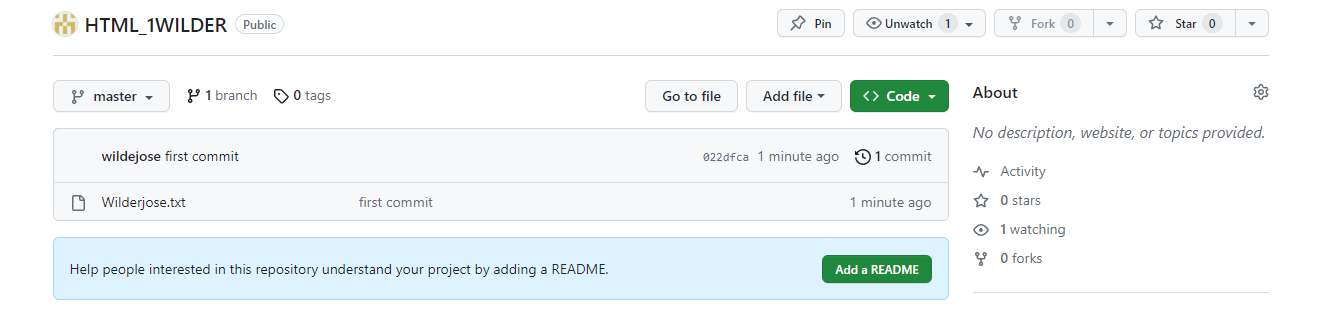 HTML_1WILDER Public Pin Unwatch 1 Fork 0 Star 0
master 1 branch 0 tags Go to file Add file <> Code
wildejose first commit 022dfca 1 minute ago 1 commit
Wilderjose.txt first commit 1 minute ago
Help people interested in this repository understand your project by adding a README. Add a README
About
No description, website, or topics provided.
Activity
0 stars
1 watching
0 forks